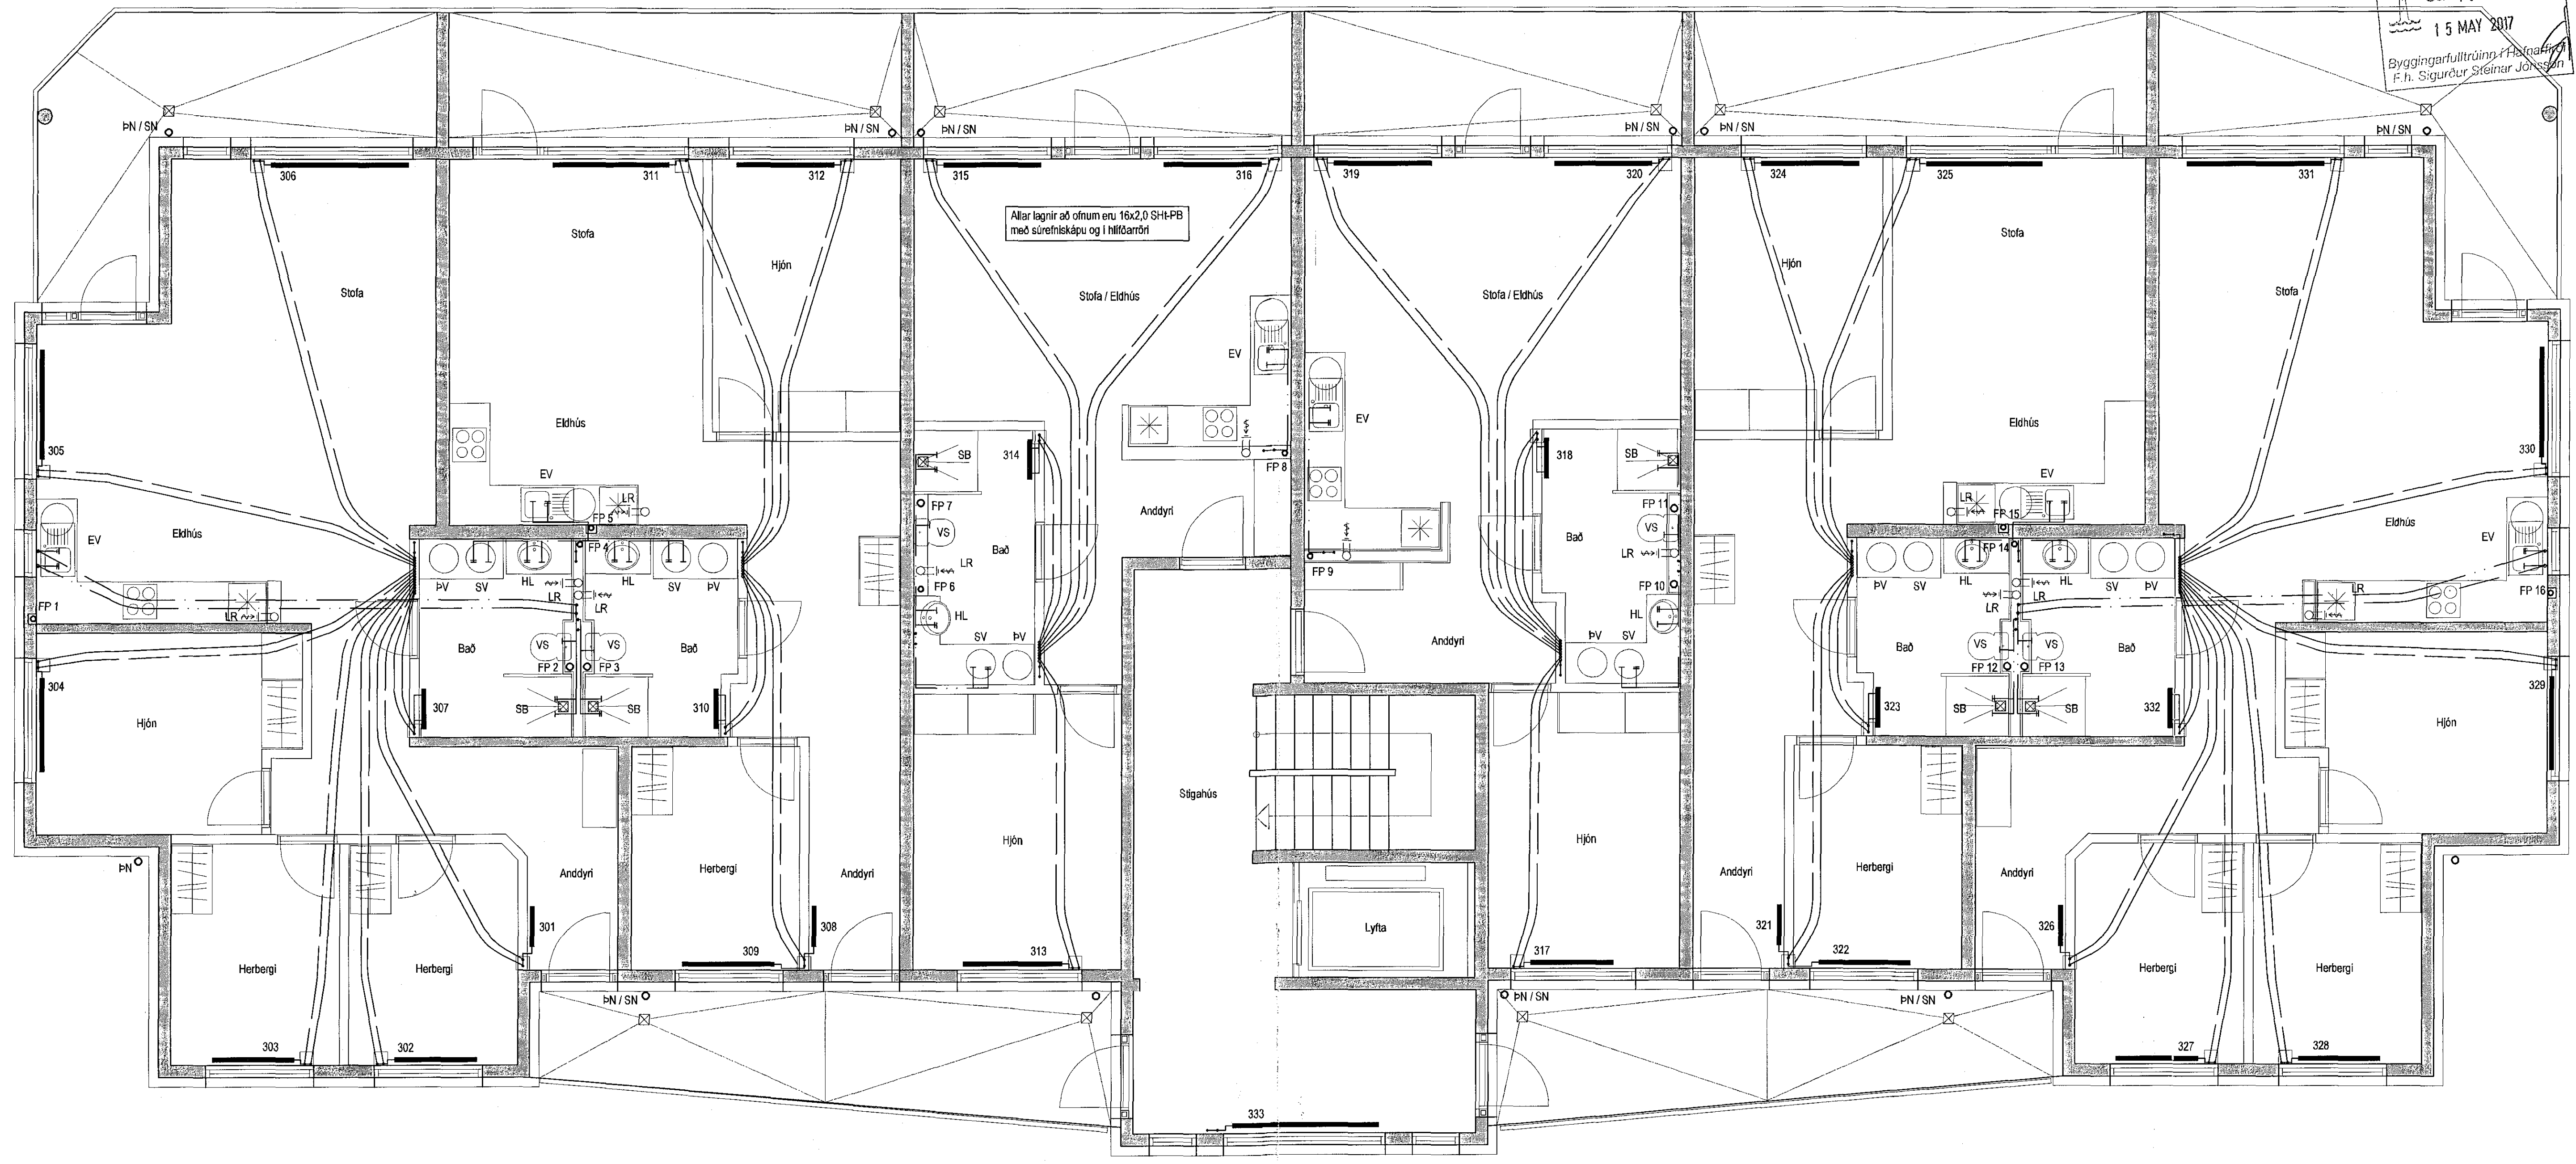 1 5 MAY 2017
Byggingarfulltrúinn í Hafnarfirði
F.h. Sigurður Steinar Jónsson
ÞN / SN
ÞN / SN
ÞN / SN
ÞN / SN
ÞN / SN
ÞN / SN
306
311
312
315
316
319
320
324
325
331
Allar lagnir að ofnum eru 16x2,0 SHt-PB
með súrefniskápu og í hlífðarröri
Stofa
Stofa
Hjón
Hjón
Stofa
Stofa / Eldhús
Stofa / Eldhús
Stofa
EV
EV
Eldhús
Eldhús
305
SB
314
FP 8
318
SB
330
EV
LR
EV
LR
FP 7
Anddyri
FP 11
FP 5
FP 15
Eldhús
VS
VS
Eldhús
EV
EV
FP 4
Bað
Bað
LR
LR
FP 14
ÞV
SV
HL
HL
SV
ÞV
FP 6
FP 9
FP 10
ÞV
SV
HL
HL
SV
ÞV
LR
LR
LR
LR
FP 1
LR
LR
FP 16
HL
HL
SV
ÞV
Anddyri
ÞV
SV
Bað
VS
VS
Bað
Bað
VS
VS
Bað
FP 2
FP 3
FP 12
FP 13
304
307
SB
SB
310
323
SB
SB
332
329
Hjón
Hjón
Stigahús
Hjón
Hjón
ÞN
Anddyri
Herbergi
Anddyri
Anddyri
Herbergi
Anddyri
301
308
Lyfta
321
326
309
313
317
322
Herbergi
Herbergi
Herbergi
Herbergi
ÞN / SN
ÞN / SN
ÞN / SN
303
302
327
328
333